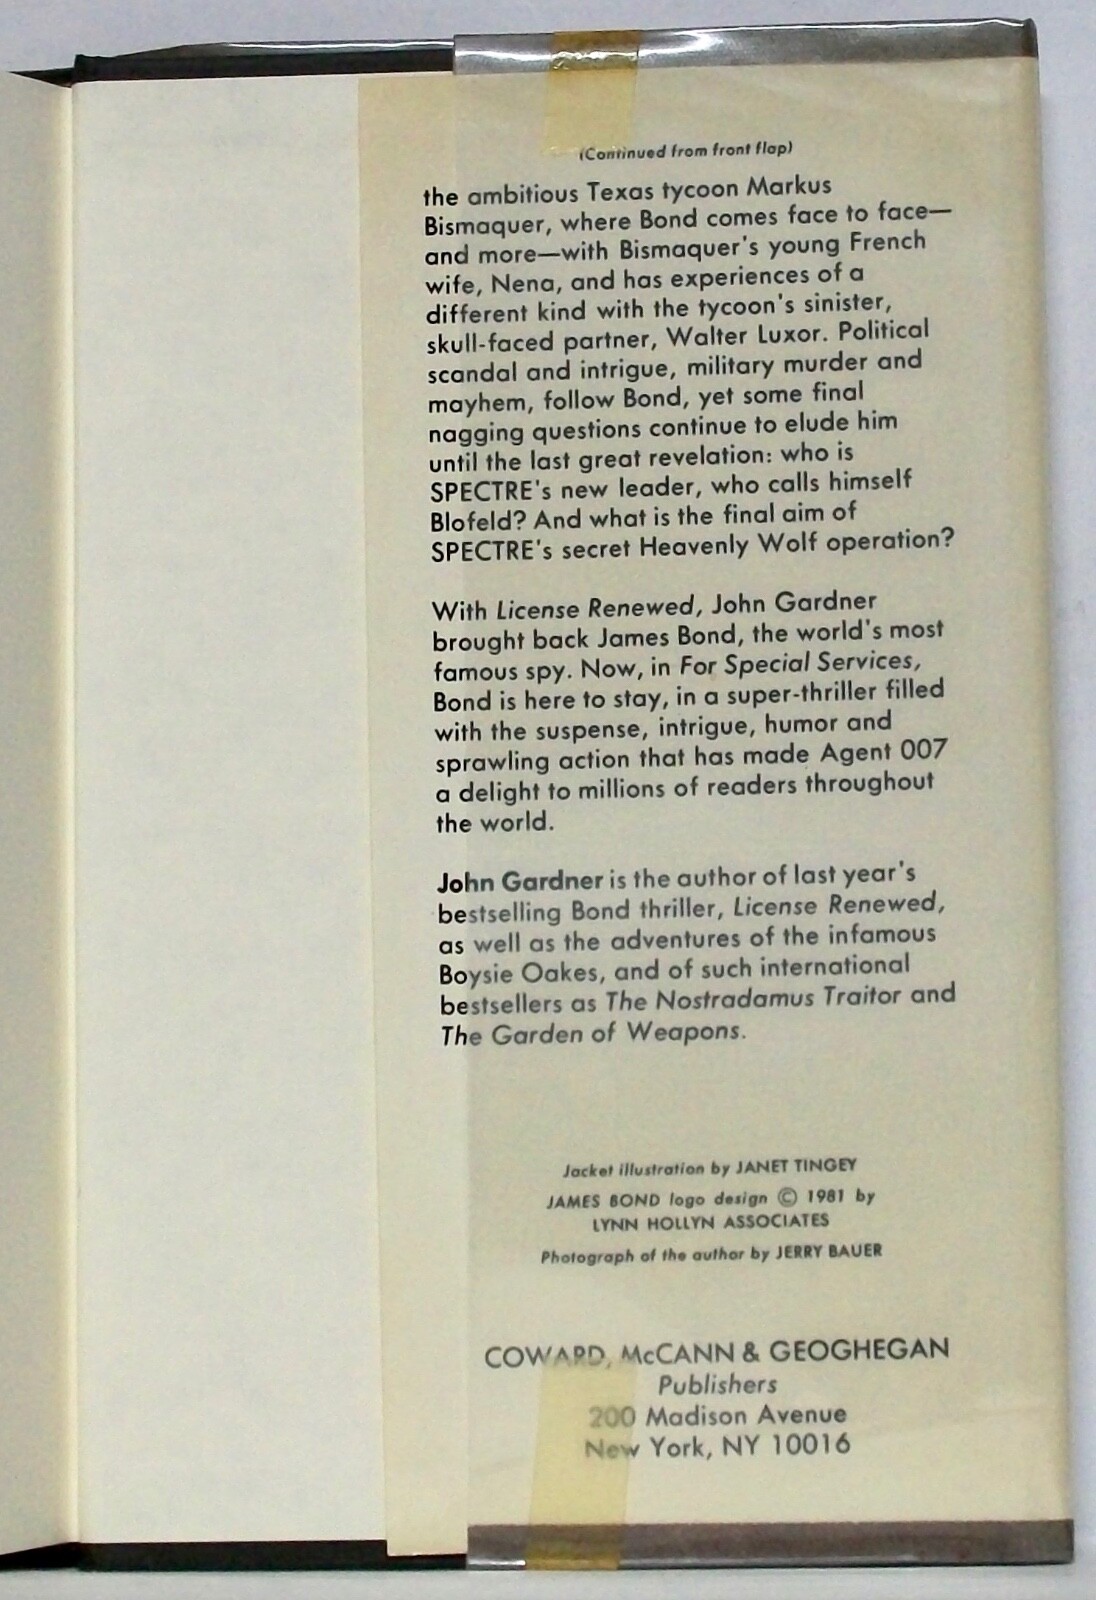 (Continued from front flap)
the ambitious Texas tycoon Markus
Bismaquer, where Bond comes face to face—
and more—with Bismaquer's young French
wife, Nena, and has experiences of a
different kind with the tycoon's sinister,
skull-faced partner, Walter Luxor. Political
scandal and intrigue, military murder and
mayhem, follow Bond, yet some final
nagging questions continue to elude him
until the last great revelation: who is
SPECTRE's new leader, who calls himself
Blofeld? And what is the final aim of
SPECTRE's secret Heavenly Wolf operation?
With License Renewed, John Gardner
brought back James Bond, the world's most
famous spy. Now, in For Special Services,
Bond is here to stay, in a super-thriller filled
with the suspense, intrigue, humor and
sprawling action that has made Agent 007
a delight to millions of readers throughout
the world.
John Gardner is the author of last year's
bestselling Bond thriller, License Renewed,
as well as the adventures of the infamous
Boysie Oakes, and of such international
bestsellers as The Nostradamus Traitor and
The Garden of Weapons.
Jacket illustration by JANET TINGEY
JAMES BOND logo design © 1981 by
LYNN HOLLYN ASSOCIATES
Photograph of the author by JERRY BAUER
COWARD, McCANN & GEOGHEGAN
Publishers
200 Madison Avenue
New York, NY 10016